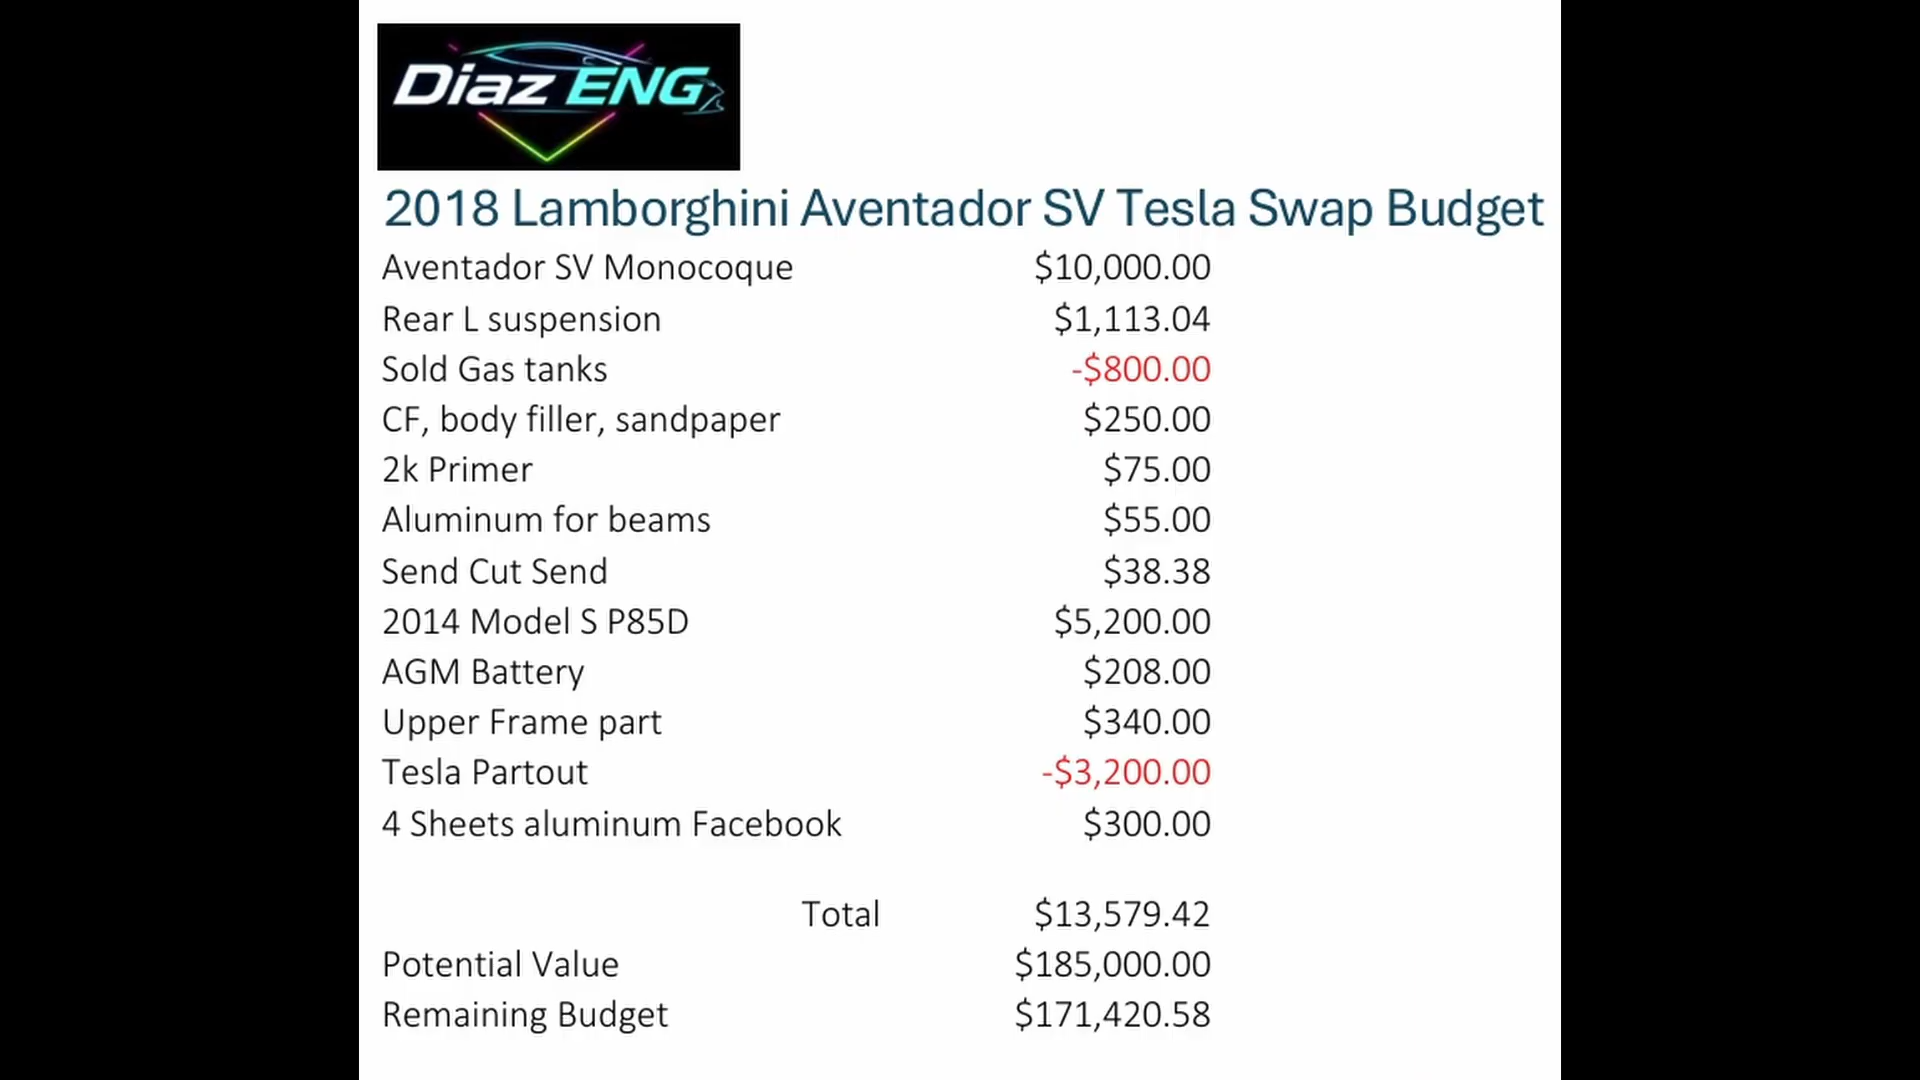 Diaz ENG
2018 Lamborghini Aventador SV Tesla Swap Budget
Aventador SV Monocoque $10,000.00
Rear L suspension $1,113.04
Sold Gas tanks -$800.00
CF, body filler, sandpaper $250.00
2k Primer $75.00
Aluminum for beams $55.00
Send Cut Send $38.38
2014 Model S P85D $5,200.00
AGM Battery $208.00
Upper Frame part $340.00
Tesla Partout -$3,200.00
4 Sheets aluminum Facebook $300.00
Total $13,579.42
Potential Value $185,000.00
Remaining Budget $171,420.58